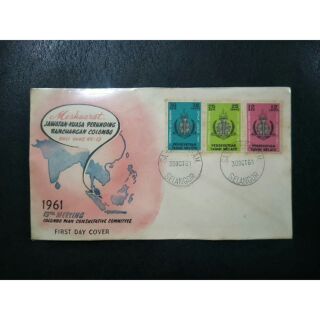 Mesyuarat
JAWATAN-KUASA PERUNDING
RANCHANGAN COLOMBO
1961
13TH MEETING
COLOMBO PLAN CONSULTATIVE COMMITTEE
FIRST DAY COVER
PERSEKUTUAN
TANAH MELAYU
PERSEKUTUAN
TANAH MELAYU
PERSEKUTUAN
TANAH MELAYU
30 OCT 61
SELANGOR
30 OCT 61
SELANGOR